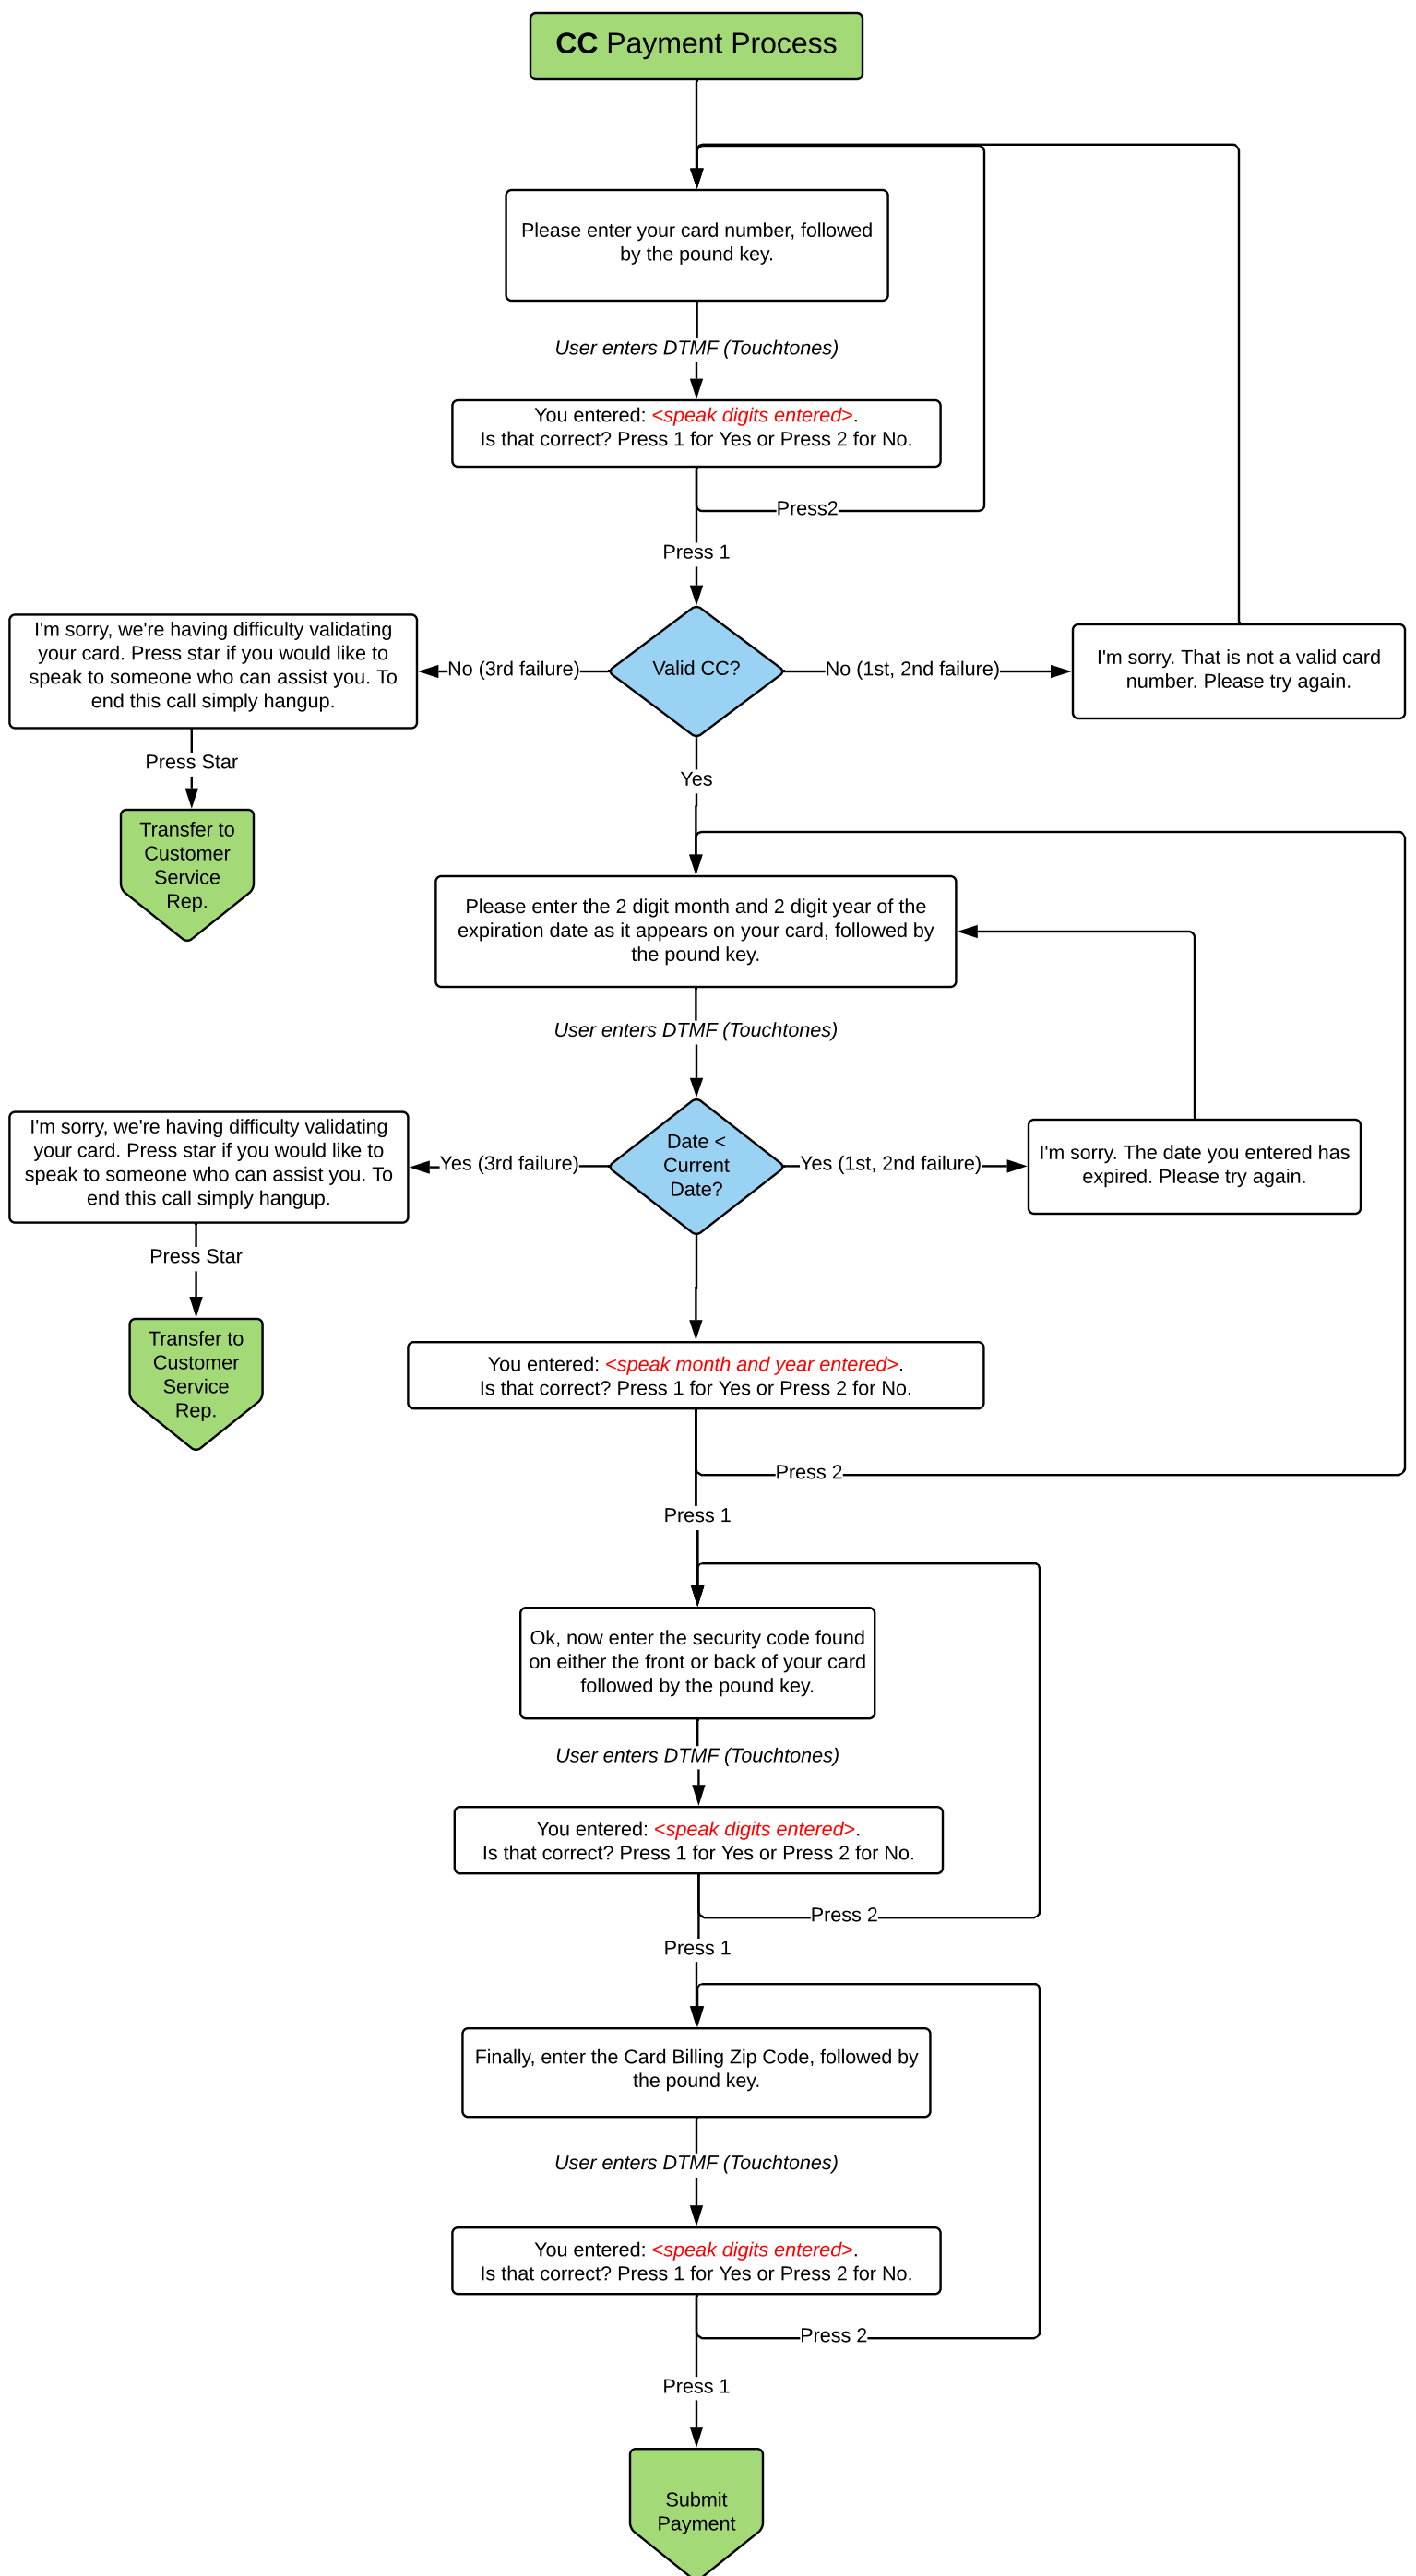 CC Payment Process
Please enter your card number, followed
by the pound key.
User enters DTMF (Touchtones)
You entered: <speak digits entered>.
Is that correct? Press 1 for Yes or Press 2 for No.
Press2
Press 1
I'm sorry, we're having difficulty validating
your card. Press star if you would like to
speak to someone who can assist you. To
end this call simply hangup.
No (3rd failure)
Valid CC?
No (1st, 2nd failure)
I'm sorry. That is not a valid card
number. Please try again.
Press Star
Yes
Transfer to
Customer
Service
Rep.
Please enter the 2 digit month and 2 digit year of the
expiration date as it appears on your card, followed by
the pound key.
User enters DTMF (Touchtones)
I'm sorry, we're having difficulty validating
your card. Press star if you would like to
speak to someone who can assist you. To
end this call simply hangup.
Yes (3rd failure)
Date <
Current
Date?
Yes (1st, 2nd failure)
I'm sorry. The date you entered has
expired. Please try again.
Press Star
Transfer to
Customer
Service
Rep.
You entered: <speak month and year entered>.
Is that correct? Press 1 for Yes or Press 2 for No.
Press 2
Press 1
Ok, now enter the security code found
on either the front or back of your card
followed by the pound key.
User enters DTMF (Touchtones)
You entered: <speak digits entered>.
Is that correct? Press 1 for Yes or Press 2 for No.
Press 2
Press 1
Finally, enter the Card Billing Zip Code, followed by
the pound key.
User enters DTMF (Touchtones)
You entered: <speak digits entered>.
Is that correct? Press 1 for Yes or Press 2 for No.
Press 2
Press 1
Submit
Payment